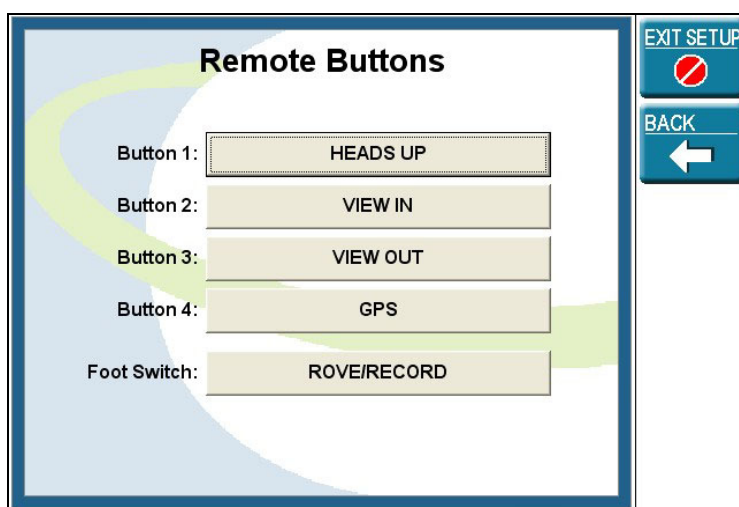 Remote Buttons
EXIT SETUP
BACK
Button 1: HEADS UP
Button 2: VIEW IN
Button 3: VIEW OUT
Button 4: GPS
Foot Switch: ROVE/RECORD